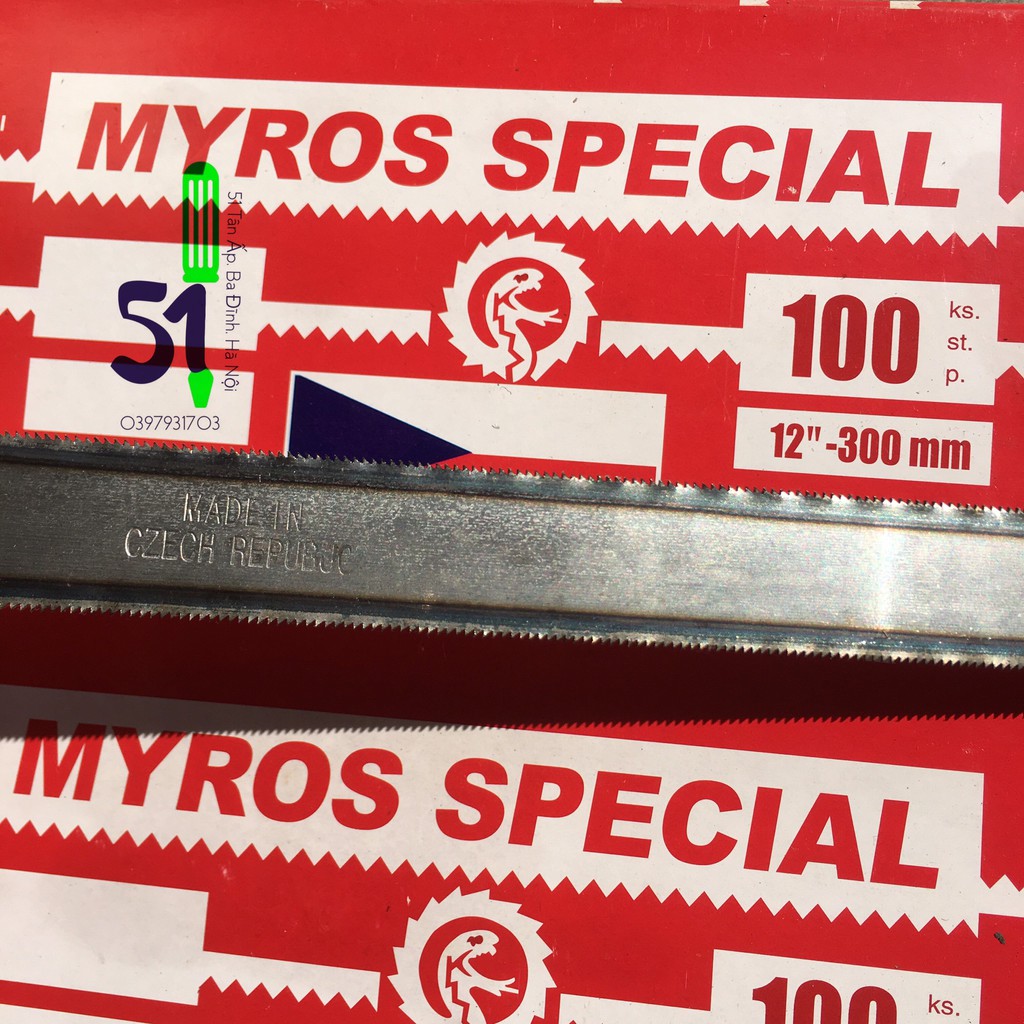 MYROS SPECIAL
51 Tân Ấp. Ba Đình. Hà Nội
51
0397931703
100
ks.
st.
p.
12"-300 mm
MADE IN
CZECH REPUBLIC
MYROS SPECIAL
100
ks.